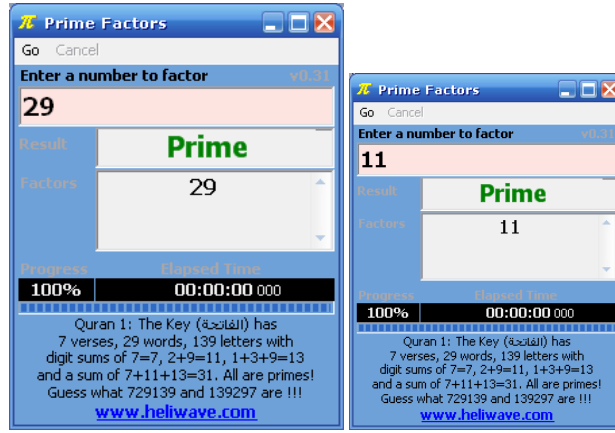 Prime Factors
Go Cancel
Enter a number to factor v0.31
29
Result Prime
Factors 29
Progress Elapsed Time
100% 00:00:00 000
Quran 1: The Key (الفاتحة) has
7 verses, 29 words, 139 letters with
digit sums of 7=7, 2+9=11, 1+3+9=13
and a sum of 7+11+13=31. All are primes!
Guess what 729139 and 139297 are !!!
www.heliwave.com
Prime Factors
Go Cancel
Enter a number to factor v0.31
11
Result Prime
Factors 11
Progress Elapsed Time
100% 00:00:00 000
Quran 1: The Key (الفاتحة) has
7 verses, 29 words, 139 letters with
digit sums of 7=7, 2+9=11, 1+3+9=13
and a sum of 7+11+13=31. All are primes!
Guess what 729139 and 139297 are !!!
www.heliwave.com